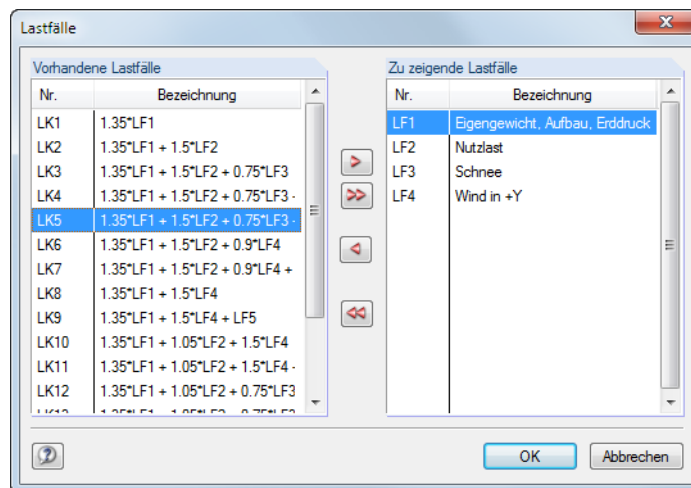 Lastfälle
Vorhandene Lastfälle
Nr. Bezeichnung
LK1 1.35*LF1
LK2 1.35*LF1 + 1.5*LF2
LK3 1.35*LF1 + 1.5*LF2 + 0.75*LF3
LK4 1.35*LF1 + 1.5*LF2 + 0.75*LF3 -
LK5 1.35*LF1 + 1.5*LF2 + 0.75*LF3 -
LK6 1.35*LF1 + 1.5*LF2 + 0.9*LF4
LK7 1.35*LF1 + 1.5*LF2 + 0.9*LF4 +
LK8 1.35*LF1 + 1.5*LF4
LK9 1.35*LF1 + 1.5*LF4 + LF5
LK10 1.35*LF1 + 1.05*LF2 + 1.5*LF4
LK11 1.35*LF1 + 1.05*LF2 + 1.5*LF4 -
LK12 1.35*LF1 + 1.05*LF2 + 0.75*LF3
Zu zeigende Lastfälle
Nr. Bezeichnung
LF1 Eigengewicht, Aufbau, Erddruck
LF2 Nutzlast
LF3 Schnee
LF4 Wind in +Y
OK Abbrechen